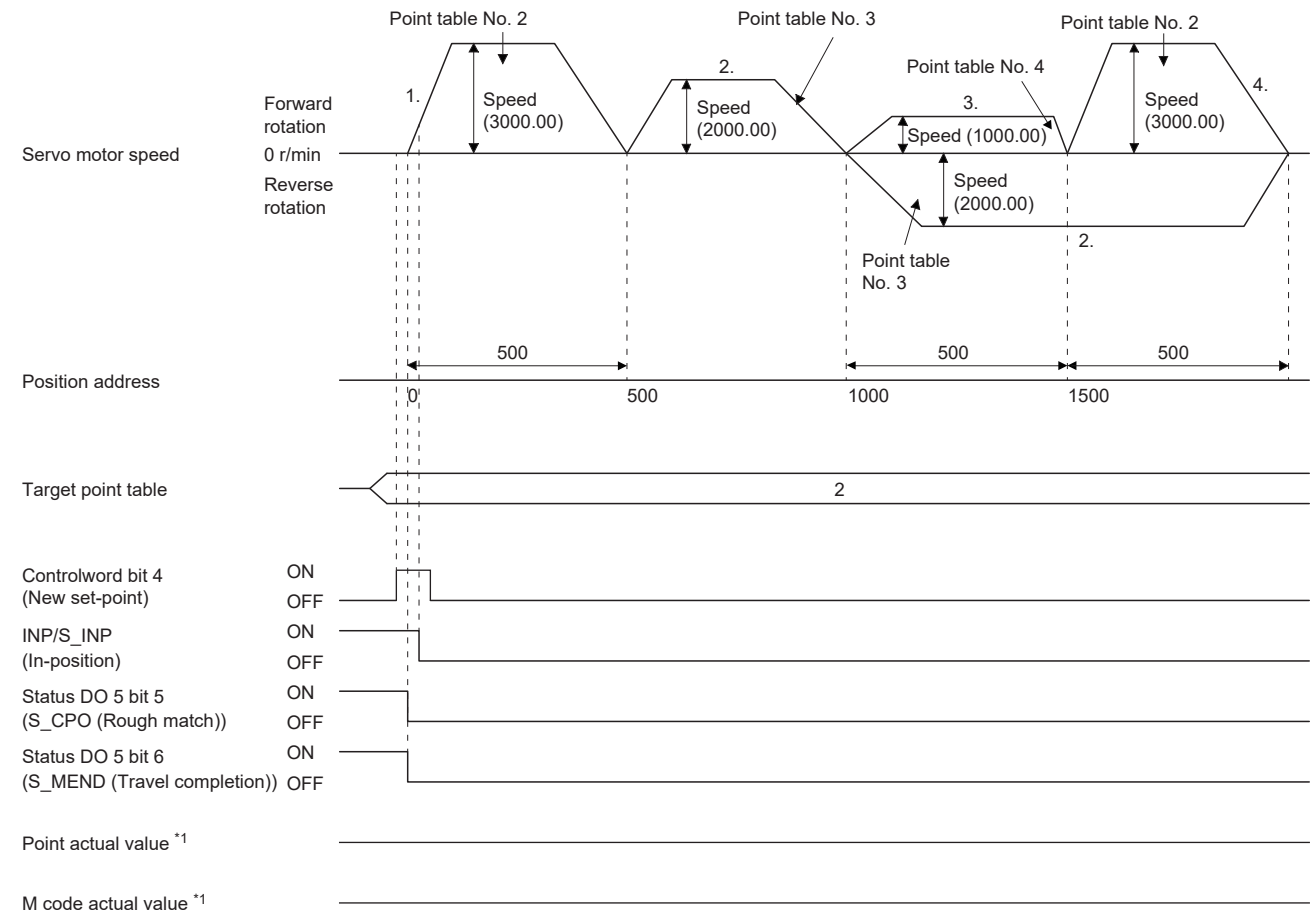 Point table No. 2
Point table No. 3
Point table No. 2
Point table No. 4
1.
2.
3.
4.
Forward
rotation
Speed
(3000.00)
Speed
(2000.00)
Speed (1000.00)
Speed
(3000.00)
Servo motor speed
0 r/min
Reverse
rotation
Speed
(2000.00)
2.
Point table
No. 3
500
500
500
Position address
0
500
1000
1500
Target point table
2
Controlword bit 4
(New set-point)
ON
OFF
INP/S_INP
(In-position)
ON
OFF
Status DO 5 bit 5
(S_CPO (Rough match))
ON
OFF
Status DO 5 bit 6
(S_MEND (Travel completion))
ON
OFF
Point actual value *1
M code actual value *1